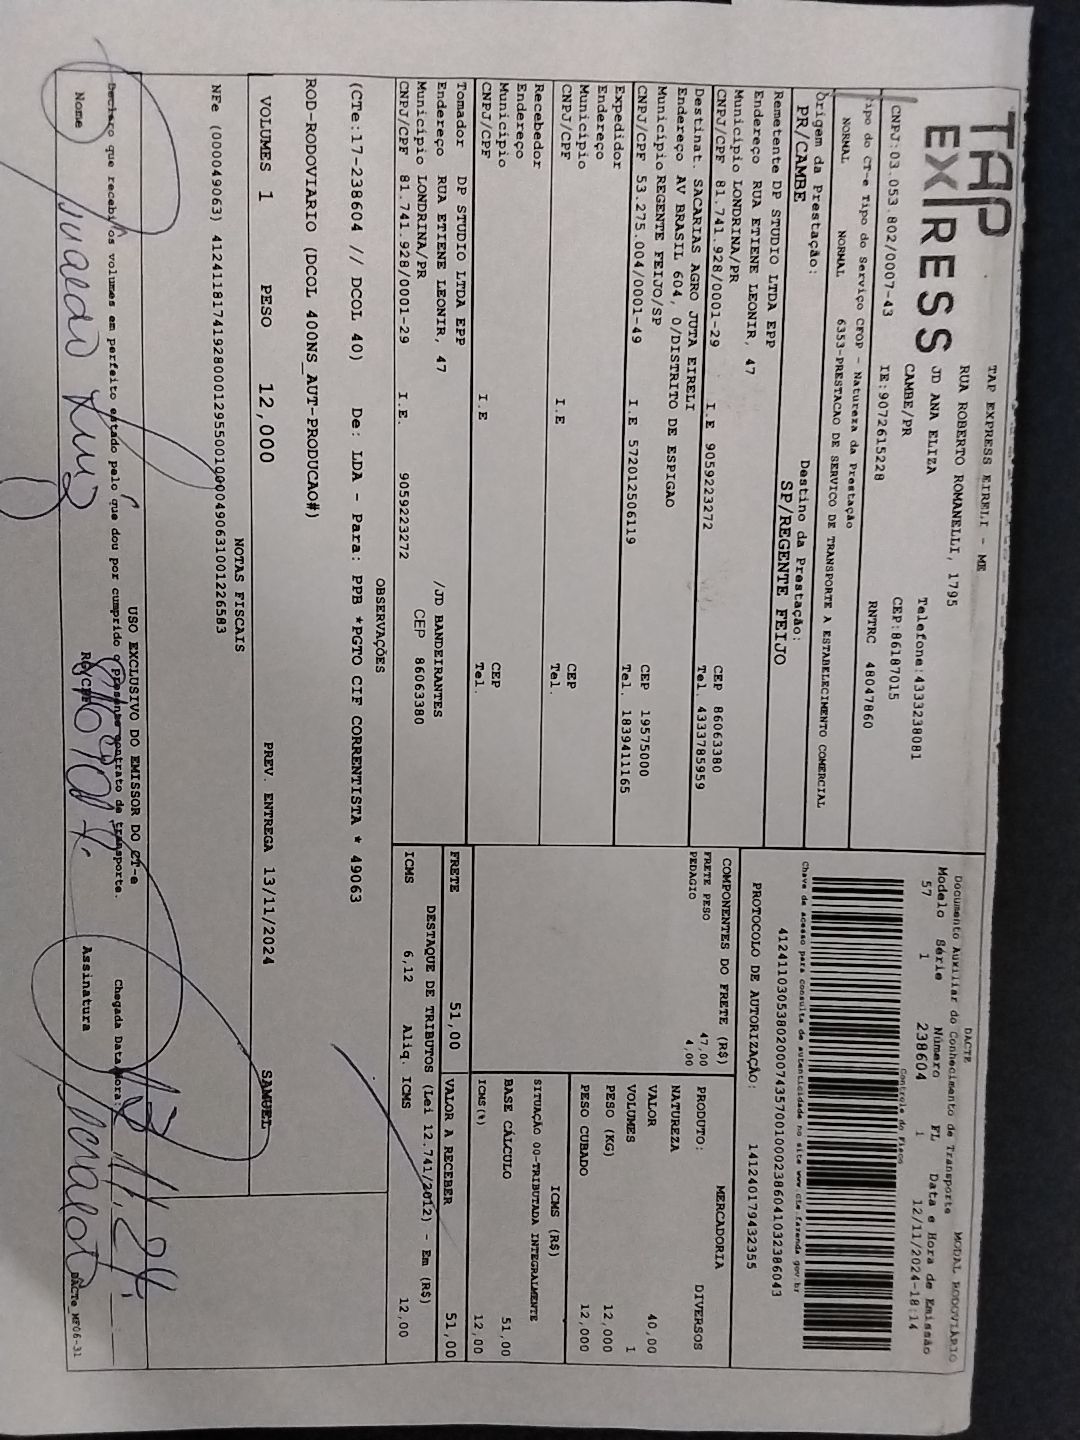 TAP
EXPRESS
TAP EXPRESS EIRELI - ME
RUA ROBERTO ROMANELLI, 1795
JD ANA ELIZA
CAMBE/PR
Telefone:4333238081
CEP:86187015
CNPJ:03.053.802/0007-43 IE:9072615228 RNTRC 48047860
DACTE MODAL RODOVIÁRIO
Documento Auxiliar do Conhecimento de Transporte
Modelo Série Número FL Data e Hora de Emissão
57 1 238604 1 12/11/2024-18:14
Controle do Fisco
Chave de acesso para consulta de autenticidade no site www.cte.fazenda.gov.br
41241103053802000743570010002386041032386043
PROTOCOLO DE AUTORIZAÇÃO: 141240179432355
Tipo do CT-e Tipo do Serviço CFOP - Natureza da Prestação
NORMAL NORMAL 6353-PRESTACAO DE SERVICO DE TRANSPORTE A ESTABELECIMENTO COMERCIAL
Origem da Prestação: Destino da Prestação:
PR/CAMBE SP/REGENTE FEIJO
Remetente DP STUDIO LTDA EPP
Endereço RUA ETIENE LEONIR, 47
Município LONDRINA/PR CEP 86063380
CNPJ/CPF 81.741.928/0001-29 I.E 9059223272 Tel. 4333785959
Destinat. SACARIAS AGRO JUTA EIRELI
Endereço AV BRASIL 604, 0/DISTRITO DE ESPIGAO
Município REGENTE FEIJO/SP CEP 19575000
CNPJ/CPF 53.275.004/0001-49 I.E 572012506119 Tel. 1839411165
Expedidor
Endereço
Município CEP
CNPJ/CPF I.E Tel.
Recebedor
Endereço
Município CEP
CNPJ/CPF I.E Tel.
Tomador DP STUDIO LTDA EPP
Endereço RUA ETIENE LEONIR, 47 /JD BANDEIRANTES
Município LONDRINA/PR CEP 86063380
CNPJ/CPF 81.741.928/0001-29 I.E. 9059223272
COMPONENTES DO FRETE (R$)
FRETE PESO 47,00
PEDAGIO 4,00
MERCADORIA
PRODUTO: DIVERSOS
NATUREZA
VALOR 40,00
VOLUMES 1
PESO (KG) 12,000
PESO CUBADO 12,000
ICMS (R$)
SITUAÇÃO 00-TRIBUTADA INTEGRALMENTE
BASE CÁLCULO 51,00
ICMS(%) 12,00
FRETE 51,00 VALOR A RECEBER 51,00
DESTAQUE DE TRIBUTOS (Lei 12.741/2012) - Em (R$)
ICMS 6,12 Aliq. ICMS 12,00
OBSERVAÇÕES
(CTe:17-238604 // DCOL 40) De: LDA - Para: PPB *PGTO CIF CORRENTISTA * 49063
ROD-RODOVIARIO (DCOL 400NS_AUT-PRODUCAO#)
VOLUMES 1 PESO 12,000 PREV. ENTREGA 13/11/2024 SAMUEL
NOTAS FISCAIS
NFe (000049063) 41241181741928000129550010000490631001226583
USO EXCLUSIVO DO EMISSOR DO CT-e
Declaro que recebi os volumes em perfeito estado pelo que dou por cumprido o presente contrato de transporte.
Chegada Data/Hora:
Nome RG/CPF Assinatura
DACTe_MF06-31